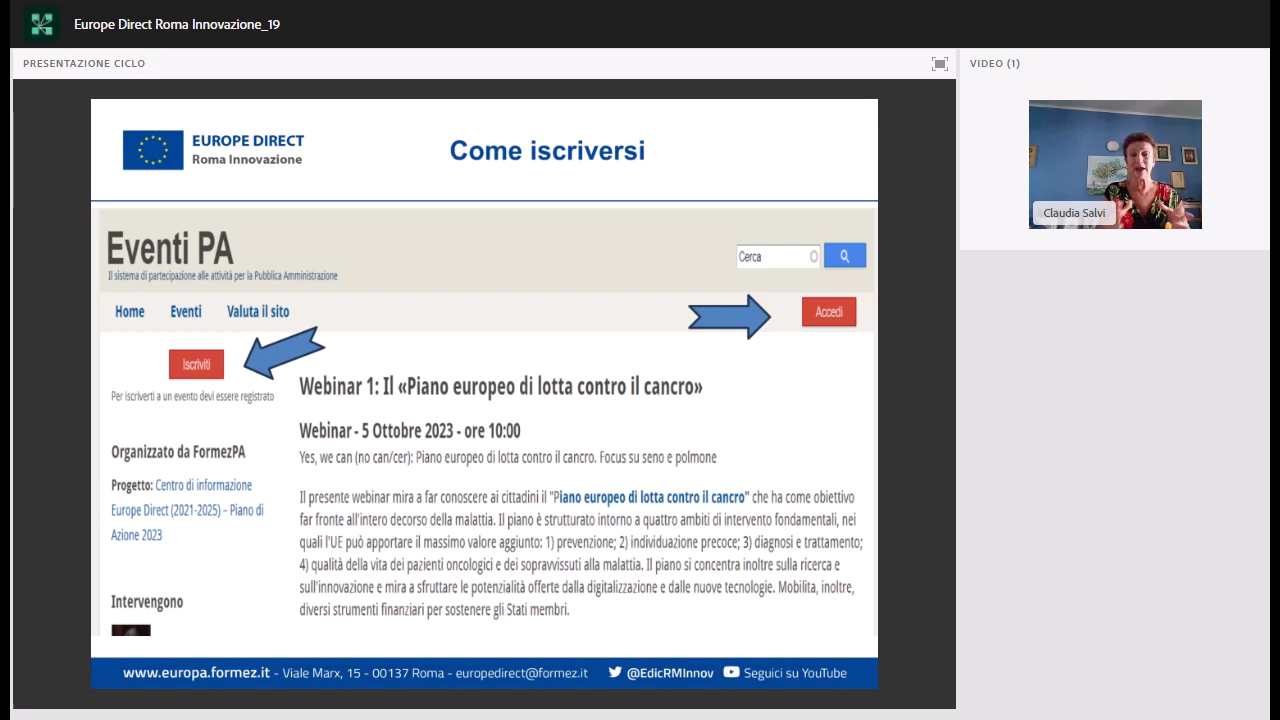 Europe Direct Roma Innovazione_19
PRESENTAZIONE CICLO
VIDEO (1)
EUROPE DIRECT
Roma Innovazione
Come iscriversi
Eventi PA
Il sistema di partecipazione alle attività per la Pubblica Amministrazione
Cerca
Home Eventi Valuta il sito
Accedi
Iscriviti
Per iscriverti a un evento devi essere registrato
Organizzato da FormezPA
Progetto: Centro di informazione
Europe Direct (2021-2025) – Piano di
Azione 2023
Intervengono
Webinar 1: Il «Piano europeo di lotta contro il cancro»
Webinar - 5 Ottobre 2023 - ore 10:00
Yes, we can (no can/cer): Piano europeo di lotta contro il cancro. Focus su seno e polmone
Il presente webinar mira a far conoscere ai cittadini il "Piano europeo di lotta contro il cancro" che ha come obiettivo
far fronte all'intero decorso della malattia. Il piano è strutturato intorno a quattro ambiti di intervento fondamentali, nei
quali l'UE può apportare il massimo valore aggiunto: 1) prevenzione; 2) individuazione precoce; 3) diagnosi e trattamento;
4) qualità della vita dei pazienti oncologici e dei sopravvissuti alla malattia. Il piano si concentra inoltre sulla ricerca e
sull'innovazione e mira a sfruttare le potenzialità offerte dalla digitalizzazione e dalle nuove tecnologie. Mobilita, inoltre,
diversi strumenti finanziari per sostenere gli Stati membri.
www.europa.formez.it - Viale Marx, 15 - 00137 Roma - europedirect@formez.it @EdicRMInnov Seguici su YouTube
Claudia Salvi